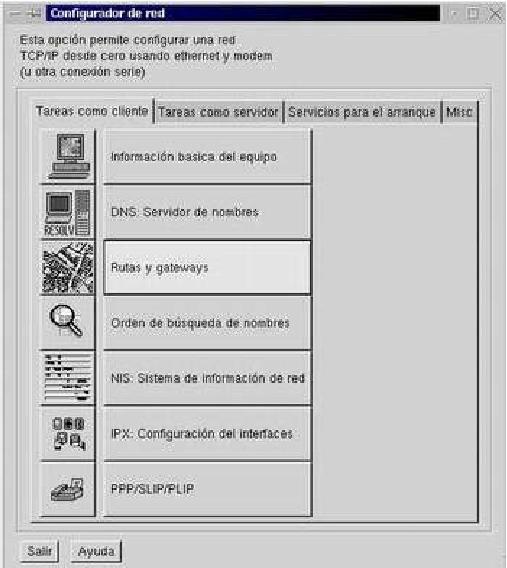 Configurador de red
Esta opción permite configurar una red
TCP/IP desde cero usando ethernet y modem
(u otra conexión serie)
Tareas como cliente Tareas como servidor Servicios para el arranque Misc
Información basica del equipo
RESOLV
DNS: Servidor de nombres
Rutas y gateways
Orden de búsqueda de nombres
NIS: Sistema de información de red
IPX: Configuración del interfaces
PPP/SLIP/PLIP
Salir Ayuda